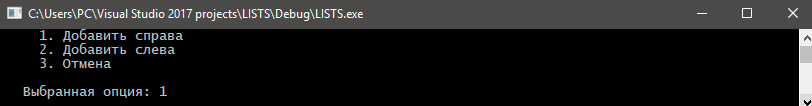 C:\Users\PC\Visual Studio 2017 projects\LISTS\Debug\LISTS.exe
1. Добавить справа
2. Добавить слева
3. Отмена
Выбранная опция: 1